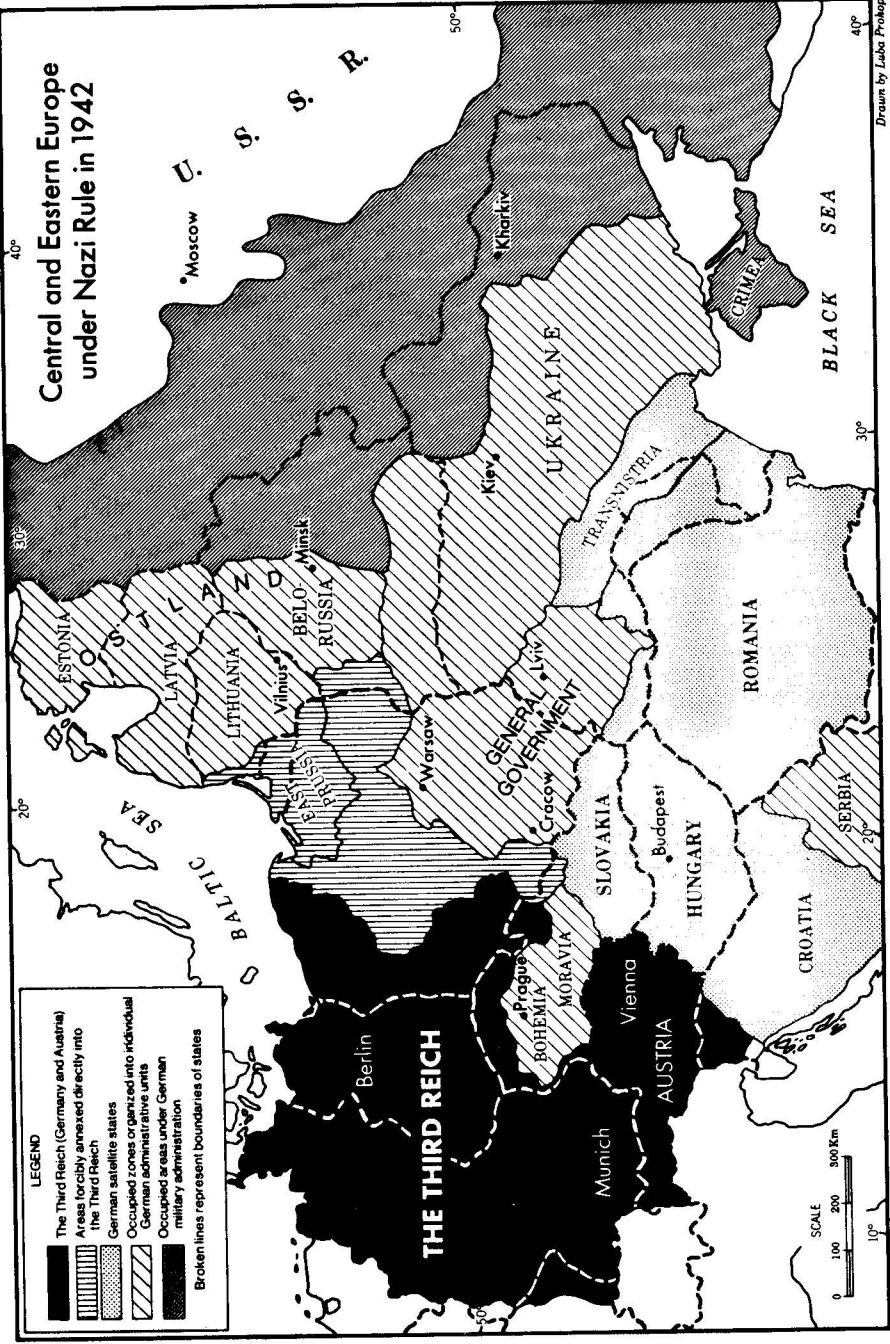 Central and Eastern Europe
under Nazi Rule in 1942
LEGEND
The Third Reich (Germany and Austria)
Areas forcibly annexed directly into
the Third Reich
German satellite states
Occupied zones organized into individual
German administrative units
Occupied areas under German
military administration
Broken lines represent boundaries of states
SCALE
0 100 200 300 Km
10°
20°
30°
40°
50°
50°
20°
30°
40°
BALTIC SEA
U. S. S. R.
Moscow
Kharkiv
ESTONIA
OSTLAND
LATVIA
LITHUANIA
Vilnius
BELO-
RUSSIA
Minsk
EAST
PRUSSIA
Berlin
THE THIRD REICH
Munich
Vienna
AUSTRIA
Prague
BOHEMIA
MORAVIA
Warsaw
GENERAL
GOVERNMENT
Cracow
Lviv
Kiev
UKRAINE
TRANSNISTRIA
CRIMEA
BLACK SEA
SLOVAKIA
Budapest
HUNGARY
ROMANIA
CROATIA
SERBIA
Drawn by Luba Prokop